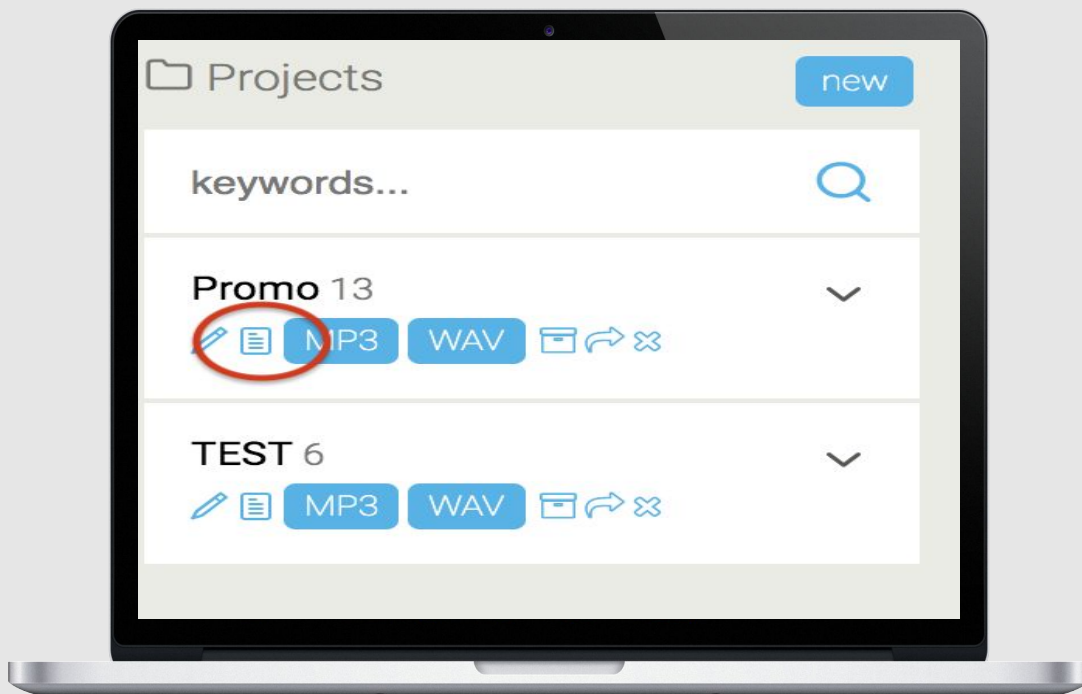 Projects new
keywords...
Promo 13
MP3 WAV
TEST 6
MP3 WAV